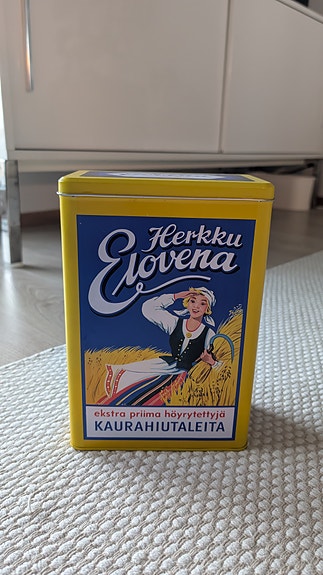 Herkku
Elovena
ekstra priima höyrytettyjä
KAURAHIUTALEITA